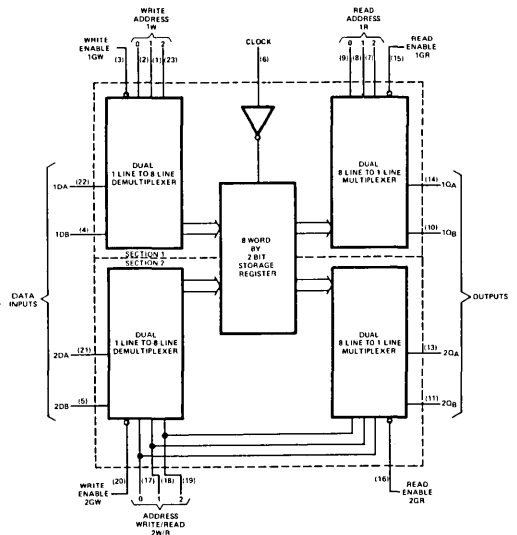 WRITE
ADDRESS
1W
READ
ADDRESS
1R
WRITE
ENABLE
1GW
0 1 2
CLOCK
0 1 2
READ
ENABLE
1GR
(3) (2) (1) (23)
(6)
(9) (8) (7) (15)
DUAL
1 LINE TO 8 LINE
DEMULTIPLEXER
DUAL
8 LINE TO 1 LINE
MULTIPLEXER
1DA (22)
(14) 1QA
1DB (4)
(10) 1QB
8 WORD
BY
2 BIT
STORAGE
REGISTER
SECTION 1
SECTION 2
DATA
INPUTS
OUTPUTS
DUAL
1 LINE TO 8 LINE
DEMULTIPLEXER
DUAL
8 LINE TO 1 LINE
MULTIPLEXER
2DA (21)
(13) 2QA
2DB (5)
(11) 2QB
WRITE
ENABLE
2GW
(20) (17) (18) (19)
(16)
READ
ENABLE
2GR
0 1 2
ADDRESS
WRITE/READ
2W/R